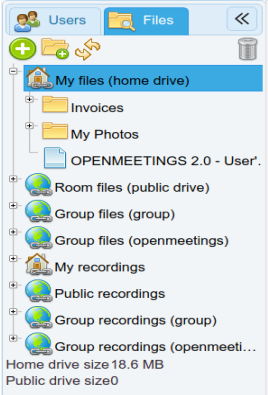 Users
Files
«
My files (home drive)
Invoices
My Photos
OPENMEETINGS 2.0 - User'.
Room files (public drive)
Group files (group)
Group files (openmeetings)
My recordings
Public recordings
Group recordings (group)
Group recordings (openmeeti...
Home drive size18.6 MB
Public drive size0